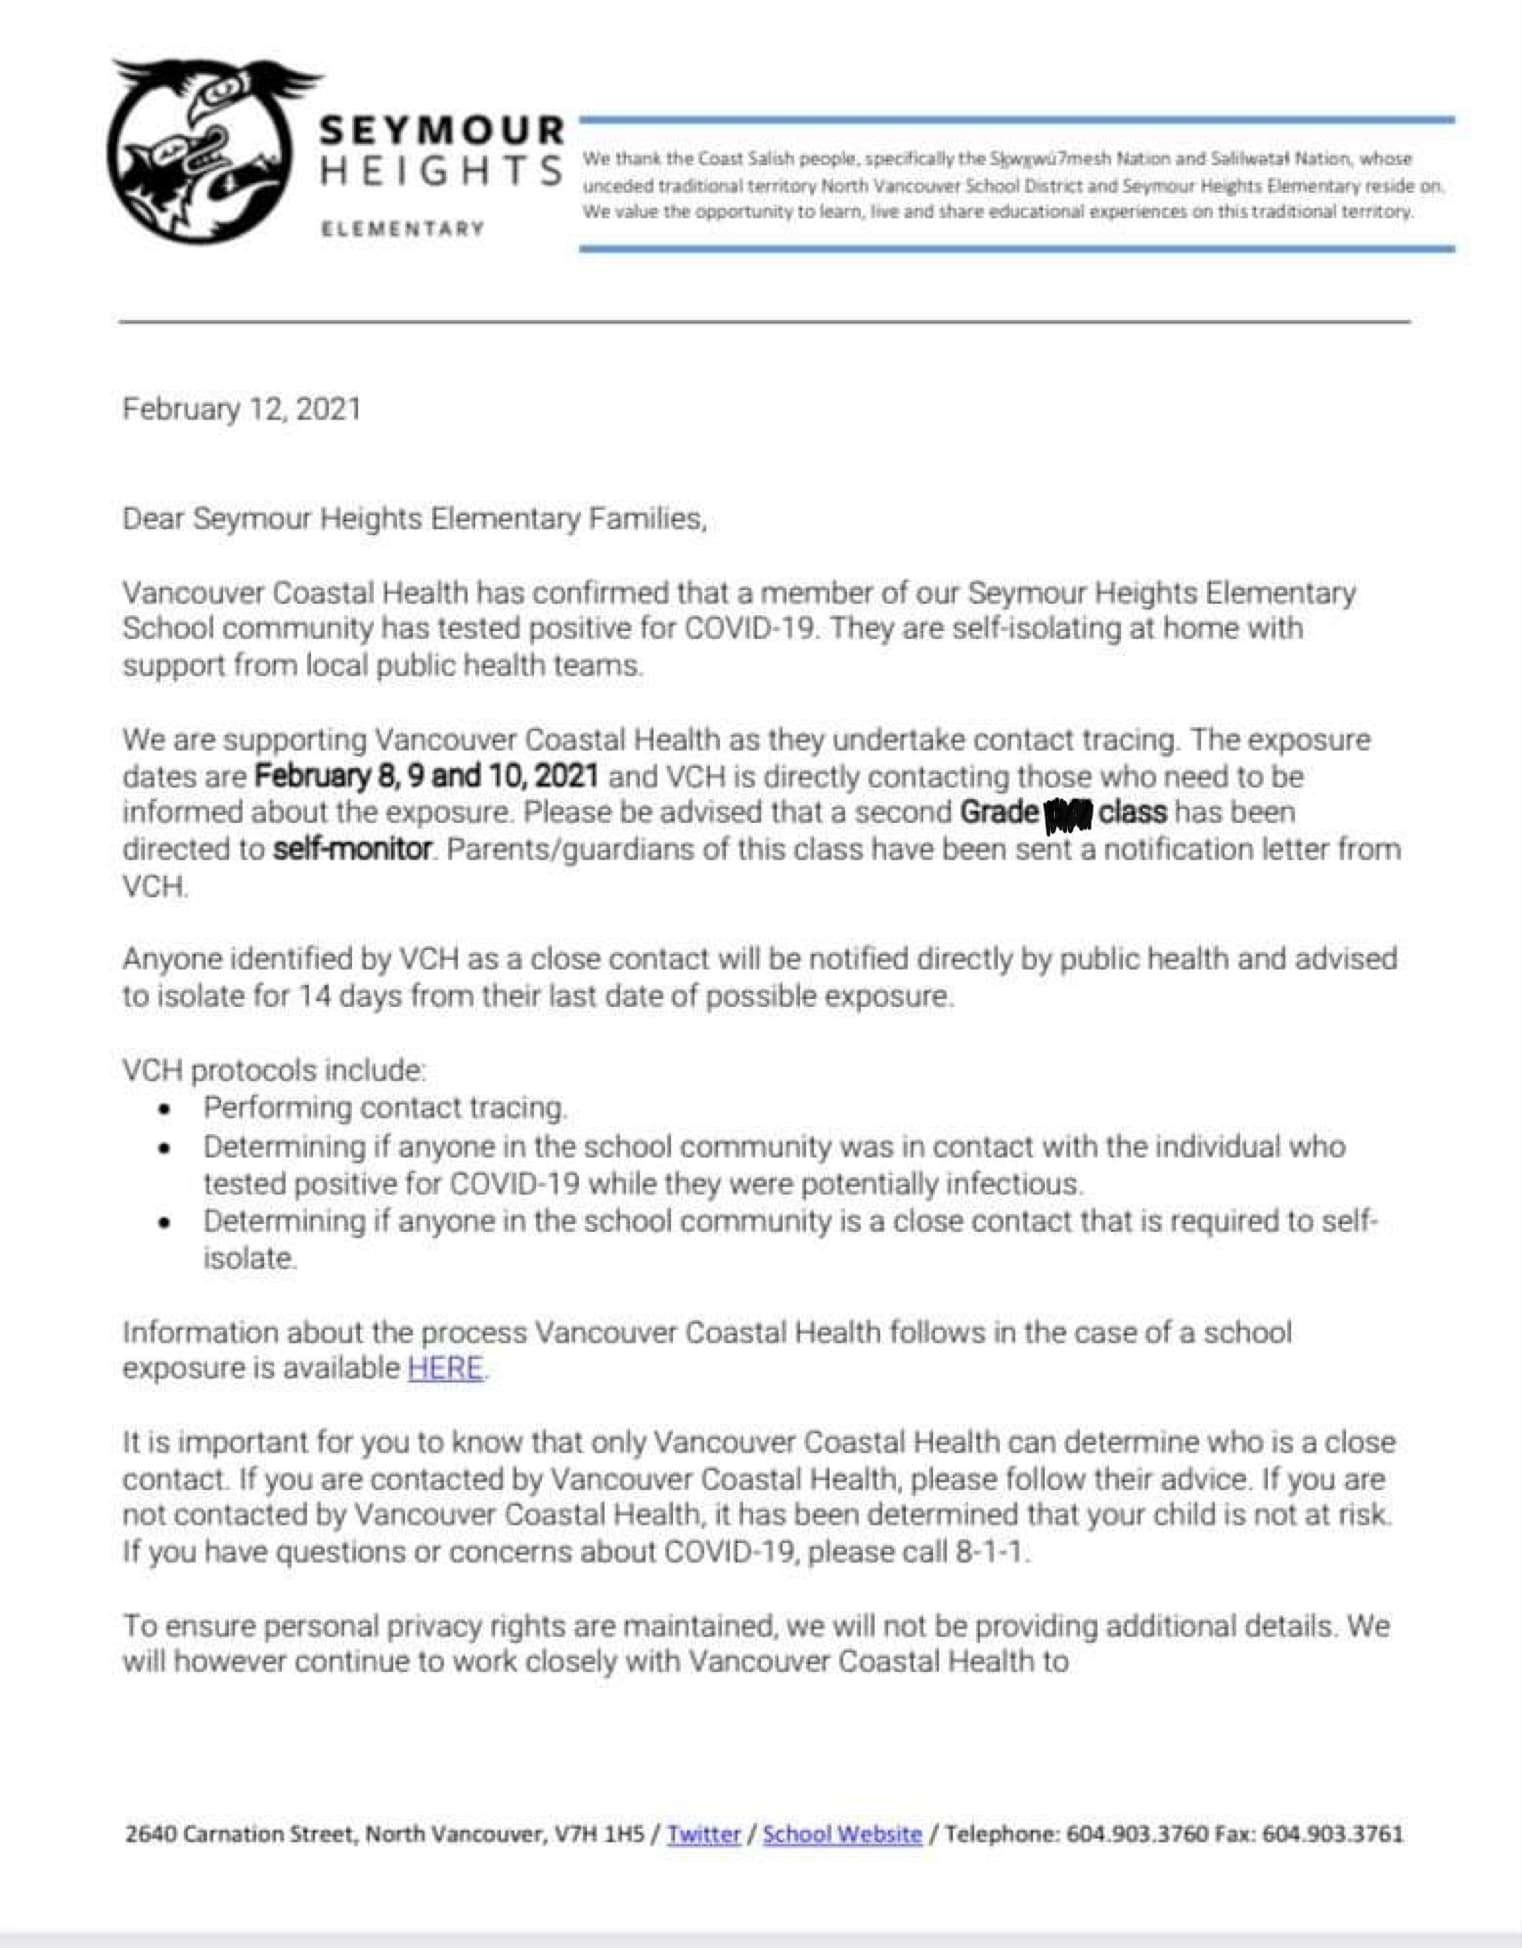 SEYMOUR
HEIGHTS
ELEMENTARY
We thank the Coast Salish people, specifically the Sḵwx̱wú7mesh Nation and Səlilwətaɬ Nation, whose
unceded traditional territory North Vancouver School District and Seymour Heights Elementary reside on.
We value the opportunity to learn, live and share educational experiences on this traditional territory.
February 12, 2021
Dear Seymour Heights Elementary Families,
Vancouver Coastal Health has confirmed that a member of our Seymour Heights Elementary
School community has tested positive for COVID-19. They are self-isolating at home with
support from local public health teams.
We are supporting Vancouver Coastal Health as they undertake contact tracing. The exposure
dates are February 8, 9 and 10, 2021 and VCH is directly contacting those who need to be
informed about the exposure. Please be advised that a second Grade class has been
directed to self-monitor. Parents/guardians of this class have been sent a notification letter from
VCH.
Anyone identified by VCH as a close contact will be notified directly by public health and advised
to isolate for 14 days from their last date of possible exposure.
VCH protocols include:
• Performing contact tracing.
• Determining if anyone in the school community was in contact with the individual who
tested positive for COVID-19 while they were potentially infectious.
• Determining if anyone in the school community is a close contact that is required to self-
isolate.
Information about the process Vancouver Coastal Health follows in the case of a school
exposure is available HERE.
It is important for you to know that only Vancouver Coastal Health can determine who is a close
contact. If you are contacted by Vancouver Coastal Health, please follow their advice. If you are
not contacted by Vancouver Coastal Health, it has been determined that your child is not at risk.
If you have questions or concerns about COVID-19, please call 8-1-1.
To ensure personal privacy rights are maintained, we will not be providing additional details. We
will however continue to work closely with Vancouver Coastal Health to
2640 Carnation Street, North Vancouver, V7H 1H5 / Twitter / School Website / Telephone: 604.903.3760 Fax: 604.903.3761